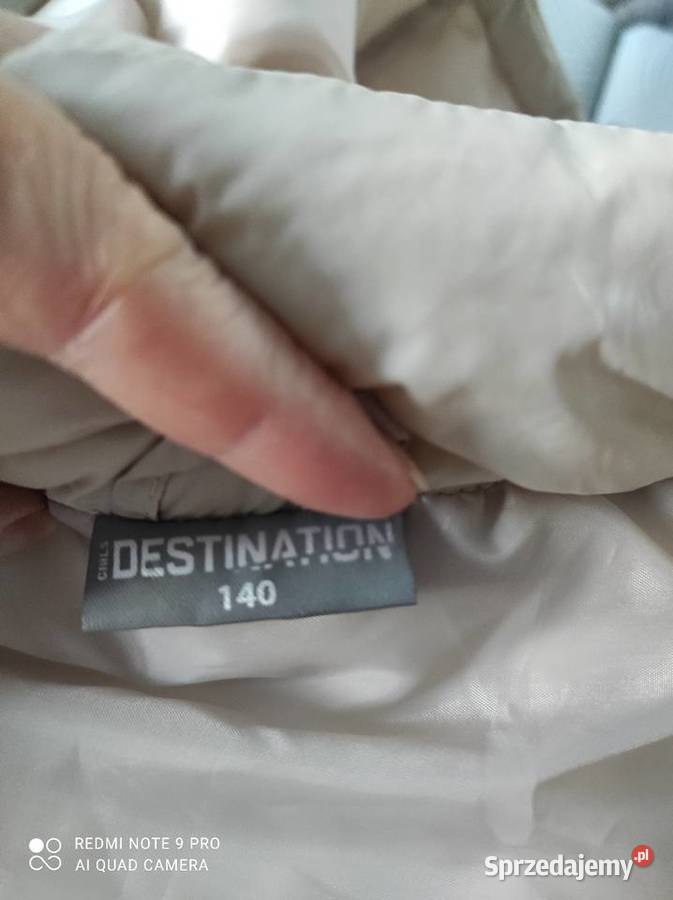 GIRLS
DESTINATION
140
REDMI NOTE 9 PRO
AI QUAD CAMERA
Sprzedajemy.pl